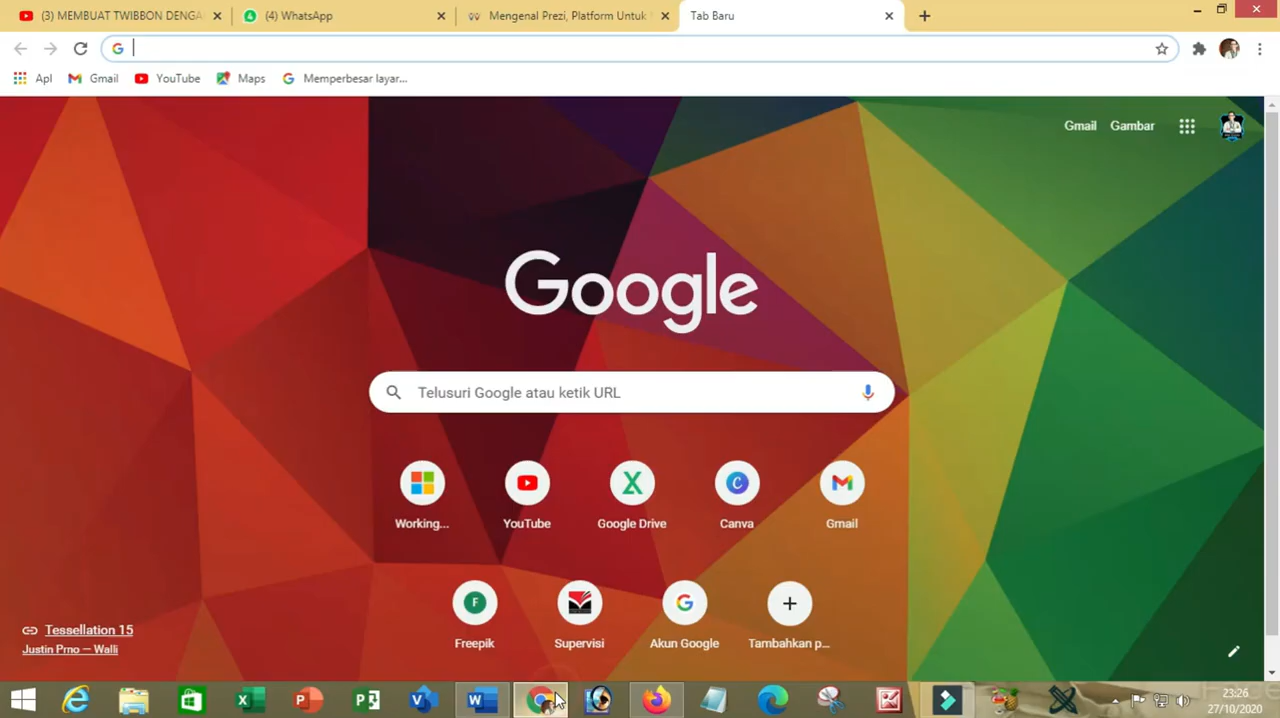 (3) MEMBUAT TWIBBON DENGA
(4) WhatsApp
Mengenal Prezi, Platform Untuk
Tab Baru
Apl
Gmail
YouTube
Maps
Memperbesar layar...
Gmail
Gambar
Google
Telusuri Google atau ketik URL
Working...
YouTube
Google Drive
Canva
Gmail
Freepik
Supervisi
Akun Google
Tambahkan p...
Tessellation 15
Justin Prno — Walli
23:26
27/10/2020